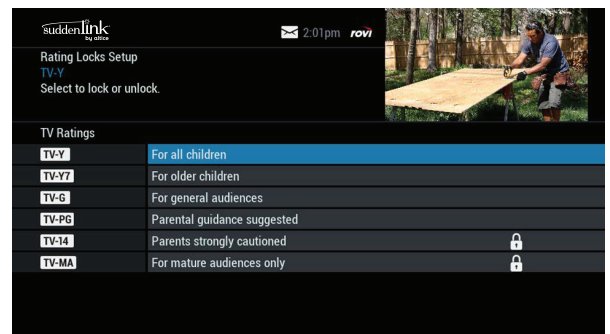 suddenlink
by altice
2:01pm rovi
Rating Locks Setup
TV-Y
Select to lock or unlock.
TV Ratings
TV-Y For all children
TV-Y7 For older children
TV-G For general audiences
TV-PG Parental guidance suggested
TV-14 Parents strongly cautioned
TV-MA For mature audiences only